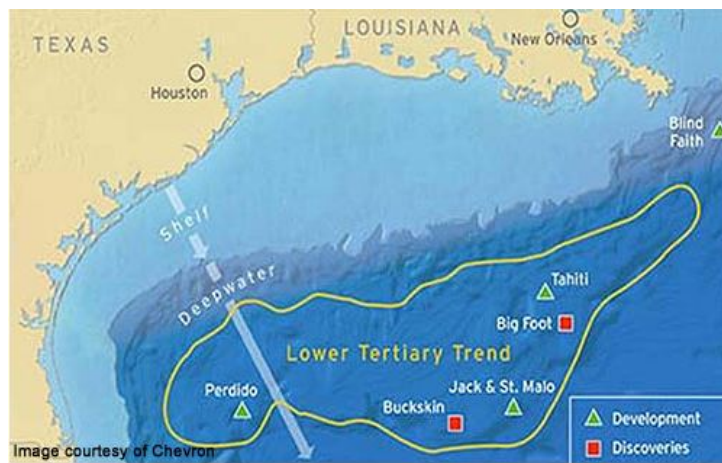 TEXAS
LOUISIANA
New Orleans
Houston
Blind
Faith
Shelf
Deepwater
Tahiti
Big Foot
Lower Tertiary Trend
Perdido
Jack & St. Malo
Buckskin
Development
Discoveries
Image courtesy of Chevron